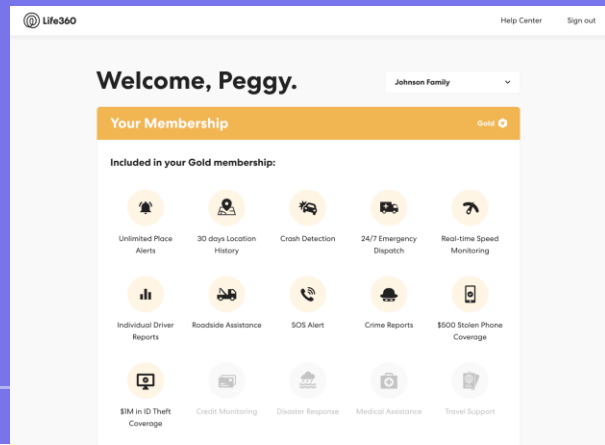 Life360
Help Center
Sign out
Welcome, Peggy.
Johnson Family
Your Membership
Gold
Included in your Gold membership:
Unlimited Place
Alerts
30 days Location
History
Crash Detection
24/7 Emergency
Dispatch
Real-time Speed
Monitoring
Individual Driver
Reports
Roadside Assistance
SOS Alert
Crime Reports
$500 Stolen Phone
Coverage
$1M in ID Theft
Coverage
Credit Monitoring
Disaster Response
Medical Assistance
Travel Support